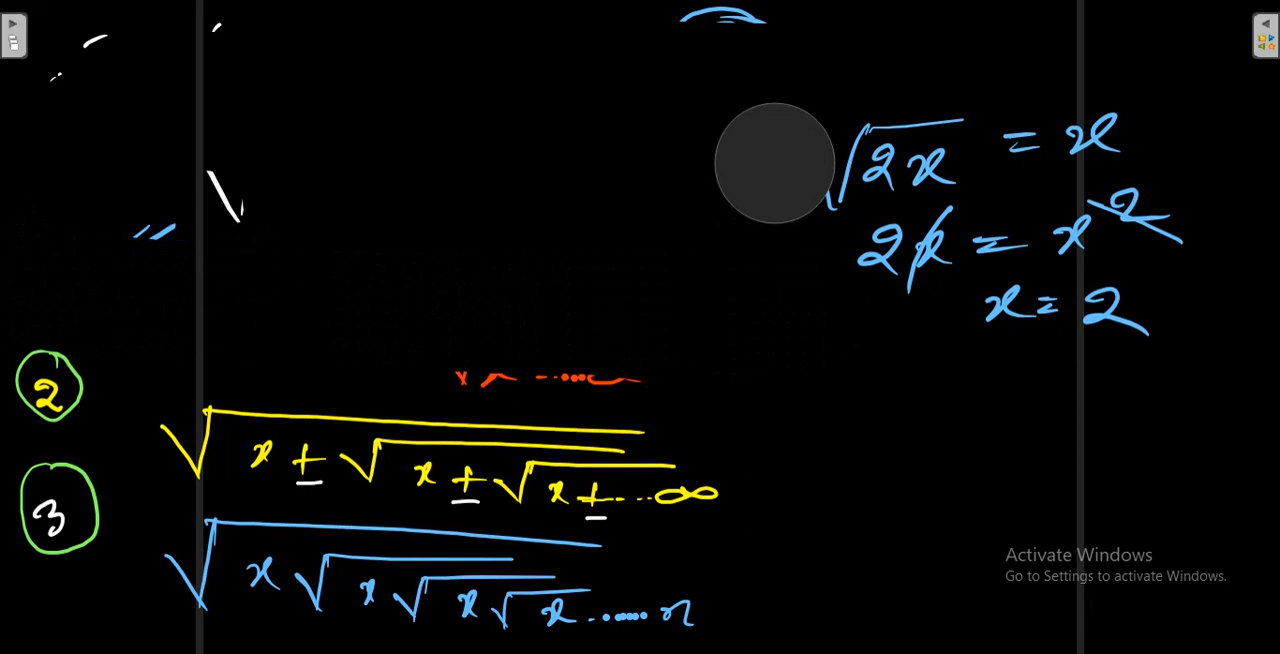 √2x = x
2x = x²
x = 2
x √ .......
2
√x ± √x ± √x ± ..... ∞
3
√x√x√x√x ....... n
Activate Windows
Go to Settings to activate Windows.